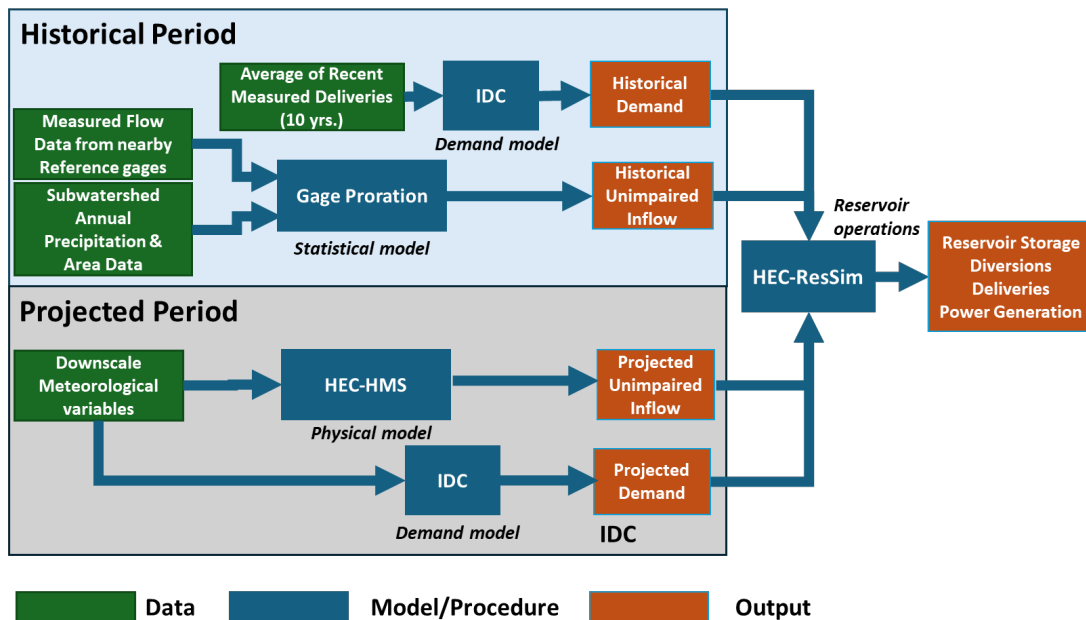 Historical Period
Average of Recent
Measured Deliveries
(10 yrs.)
IDC
Demand model
Historical
Demand
Measured Flow
Data from nearby
Reference gages
Subwatershed
Annual
Precipitation &
Area Data
Gage Proration
Statistical model
Historical
Unimpaired
Inflow
Reservoir
operations
HEC-ResSim
Reservoir Storage
Diversions
Deliveries
Power Generation
Projected Period
Downscale
Meteorological
variables
HEC-HMS
Physical model
Projected
Unimpaired
Inflow
IDC
Demand model
Projected
Demand
IDC
Data
Model/Procedure
Output